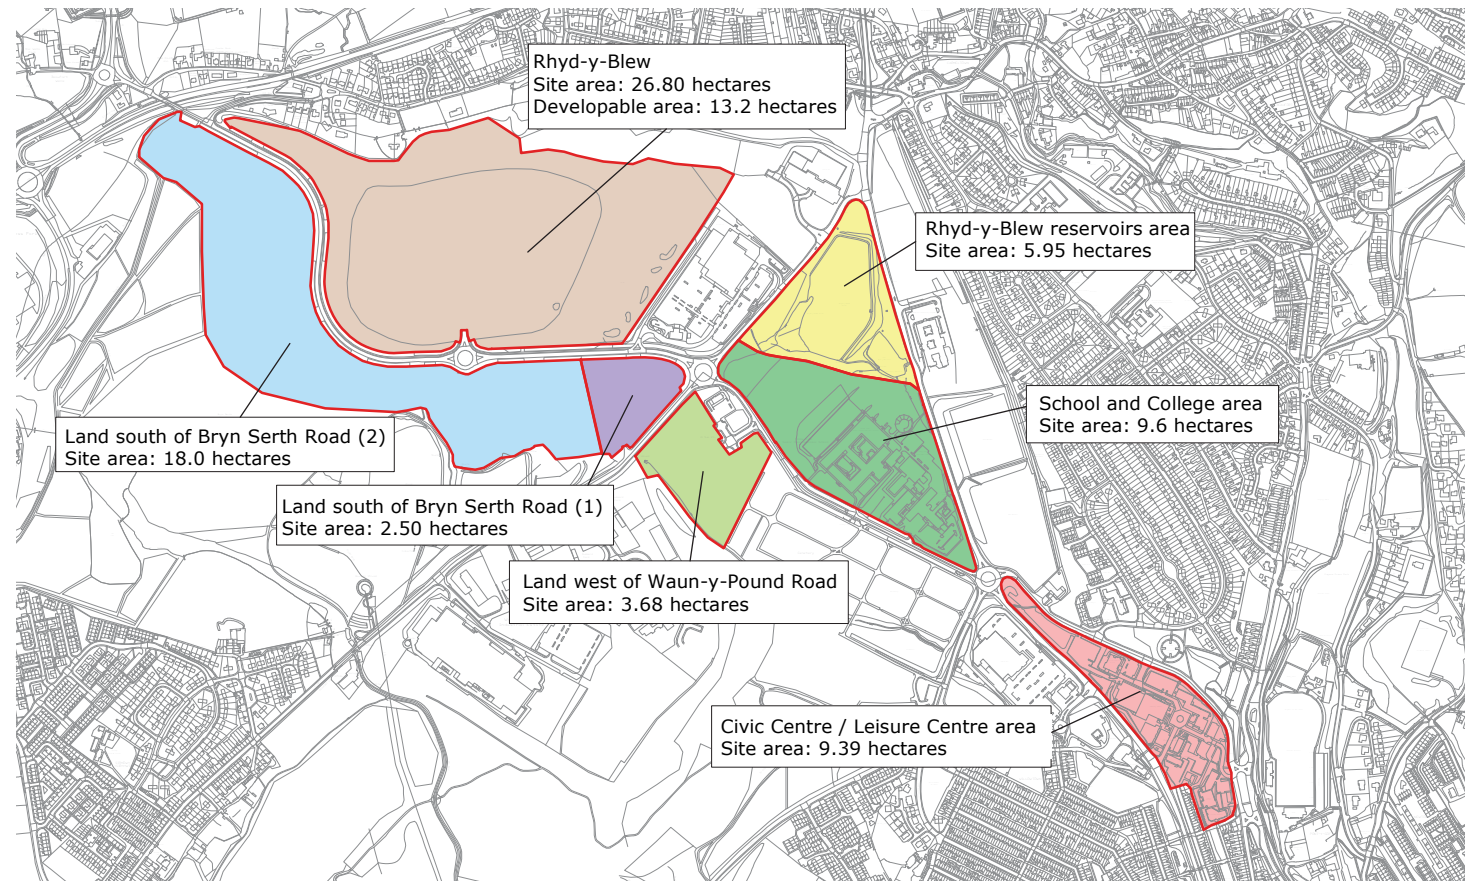 Rhyd-y-Blew
Site area: 26.80 hectares
Developable area: 13.2 hectares
Rhyd-y-Blew reservoirs area
Site area: 5.95 hectares
School and College area
Site area: 9.6 hectares
Land south of Bryn Serth Road (2)
Site area: 18.0 hectares
Land south of Bryn Serth Road (1)
Site area: 2.50 hectares
Land west of Waun-y-Pound Road
Site area: 3.68 hectares
Civic Centre / Leisure Centre area
Site area: 9.39 hectares